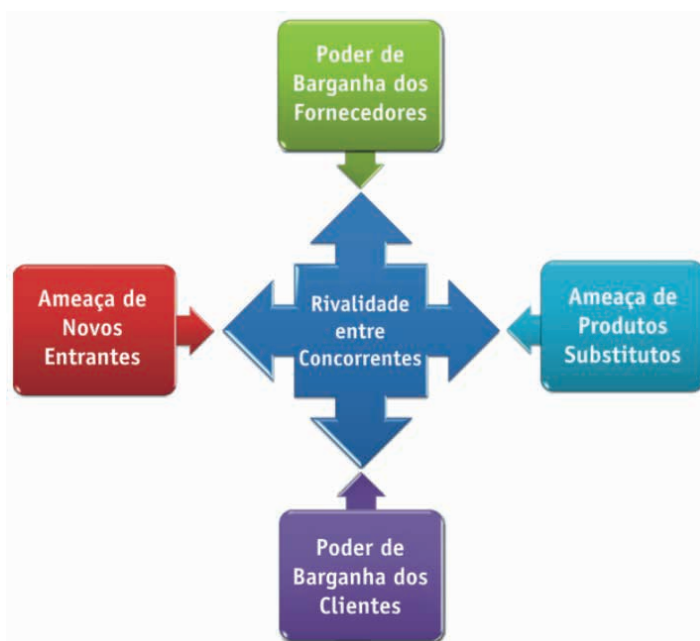 Poder de
Barganha dos
Fornecedores
Ameaça de
Novos
Entrantes
Rivalidade
entre
Concorrentes
Ameaça de
Produtos
Substitutos
Poder de
Barganha dos
Clientes